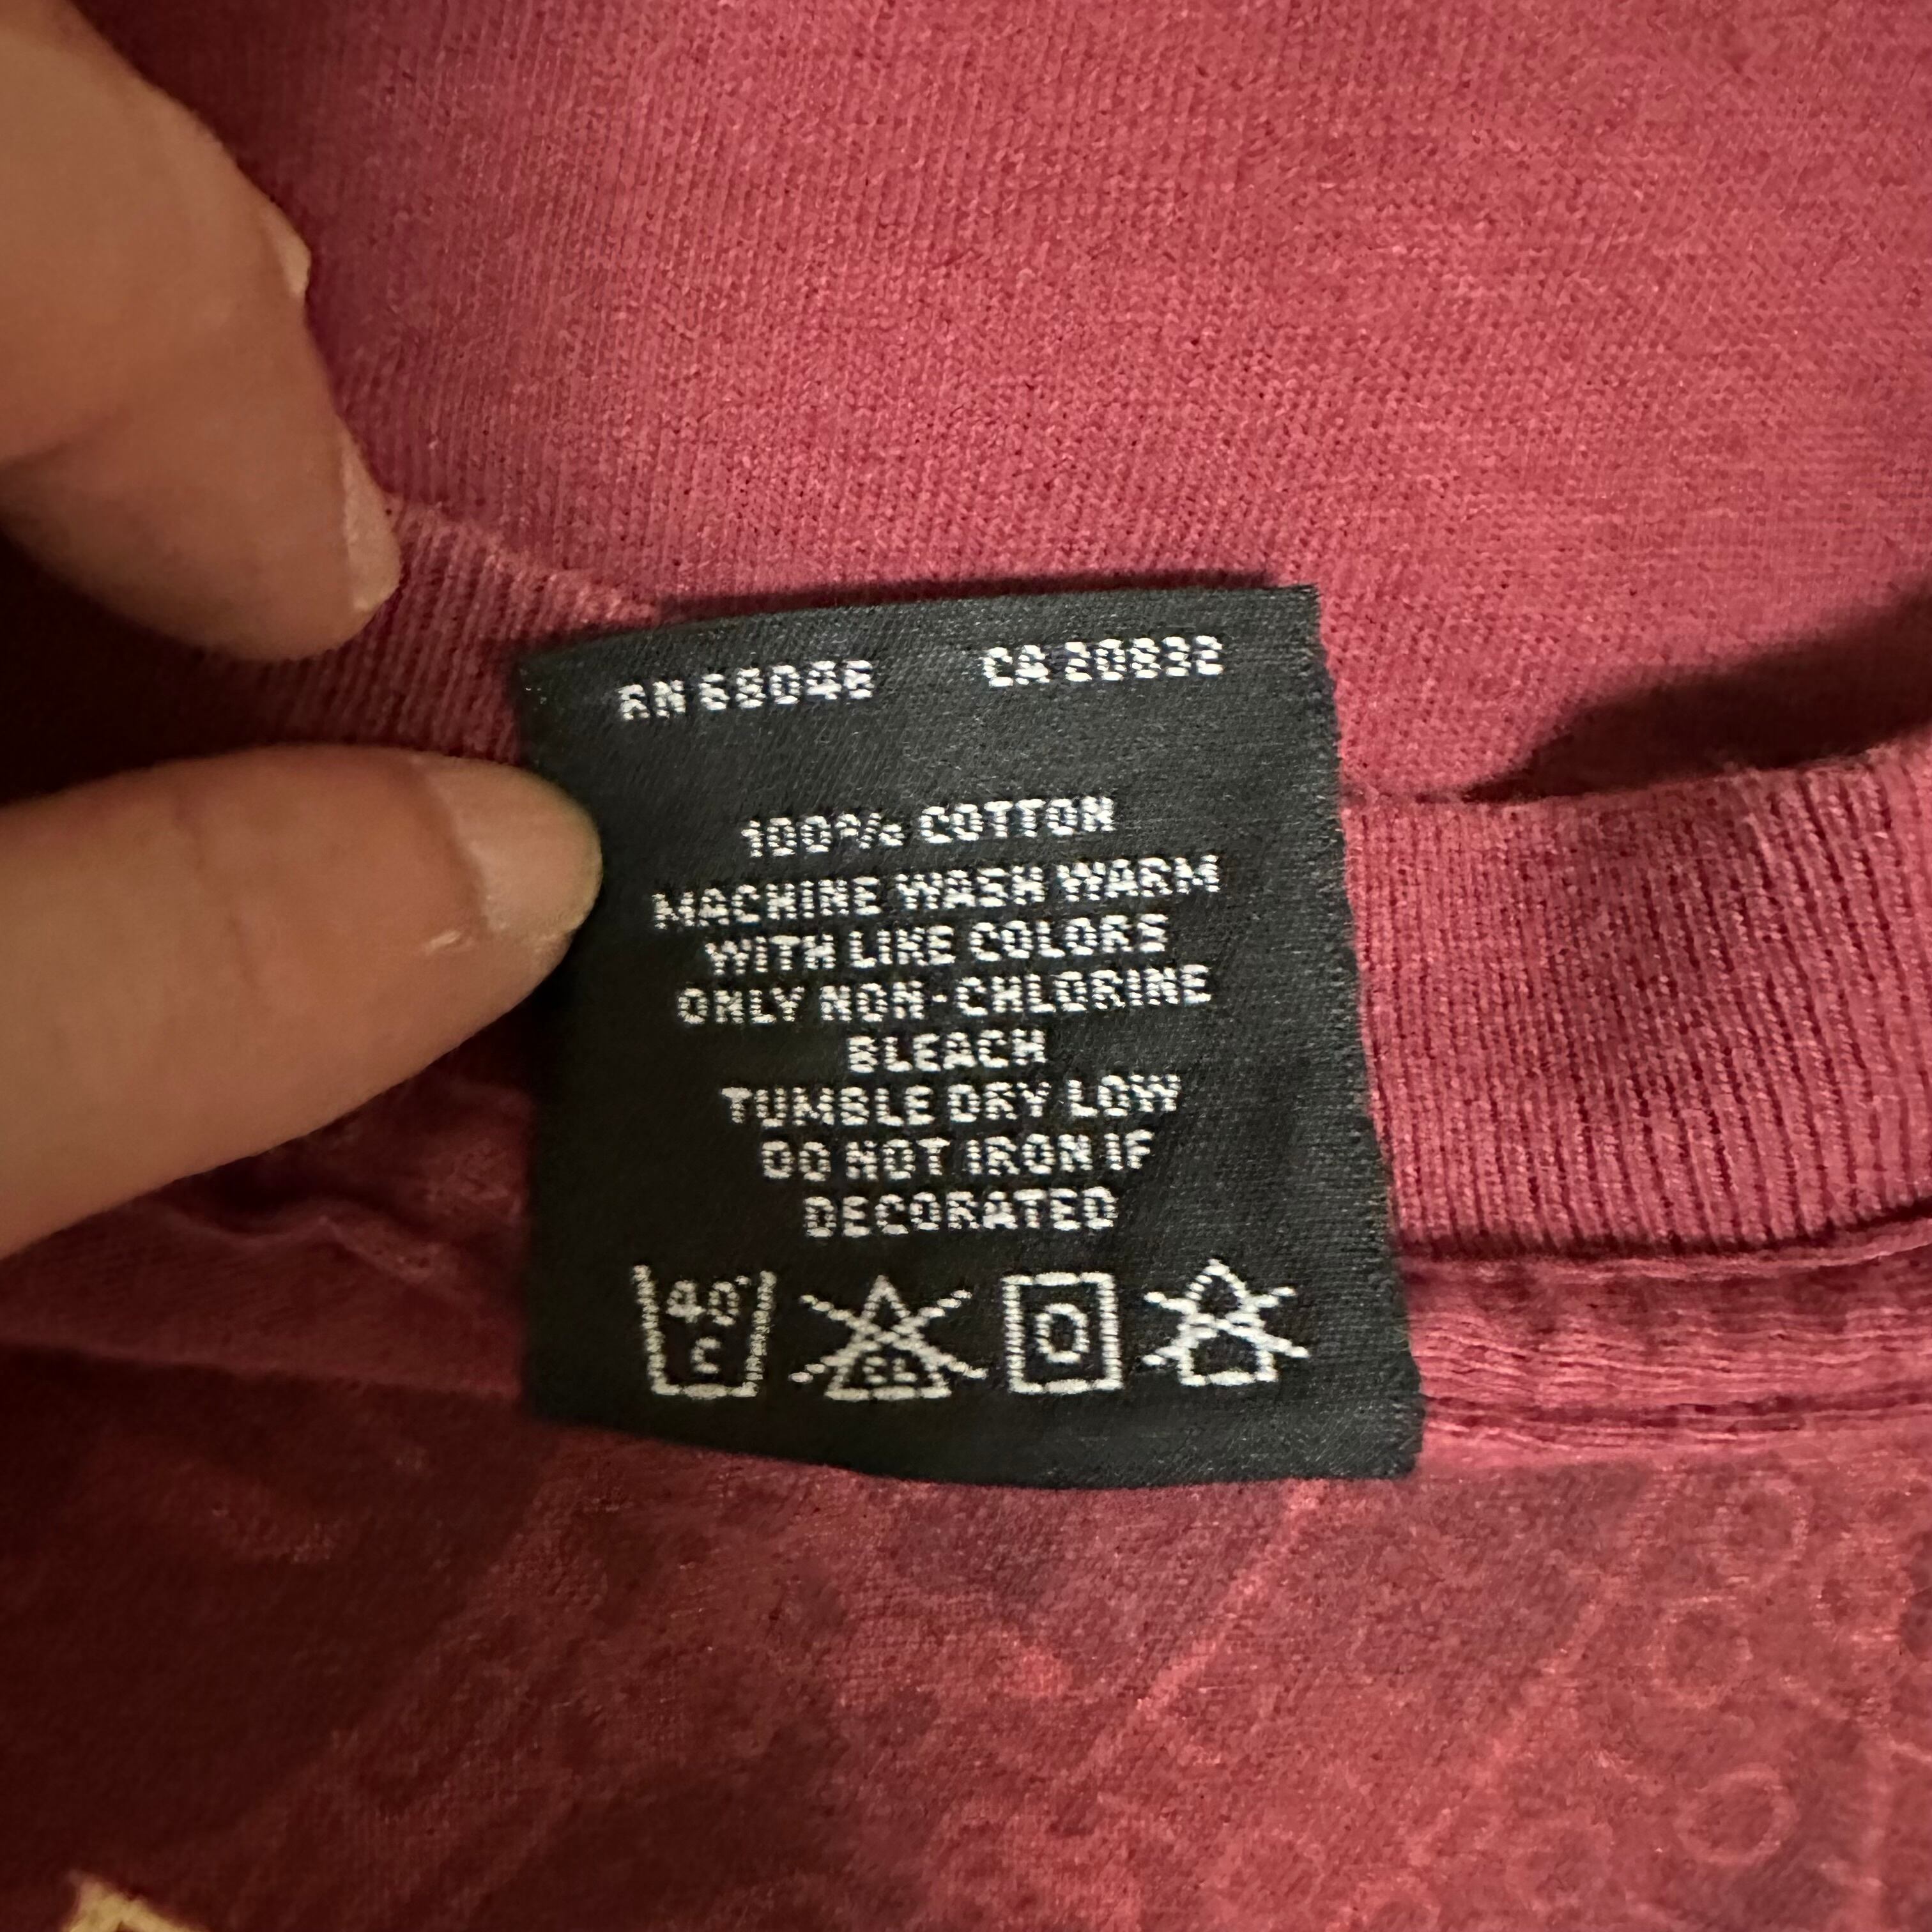 RN 68046 CA 20832
100% COTTON
MACHINE WASH WARM
WITH LIKE COLORS
ONLY NON-CHLORINE
BLEACH
TUMBLE DRY LOW
DO NOT IRON IF
DECORATED
40°
C
CL